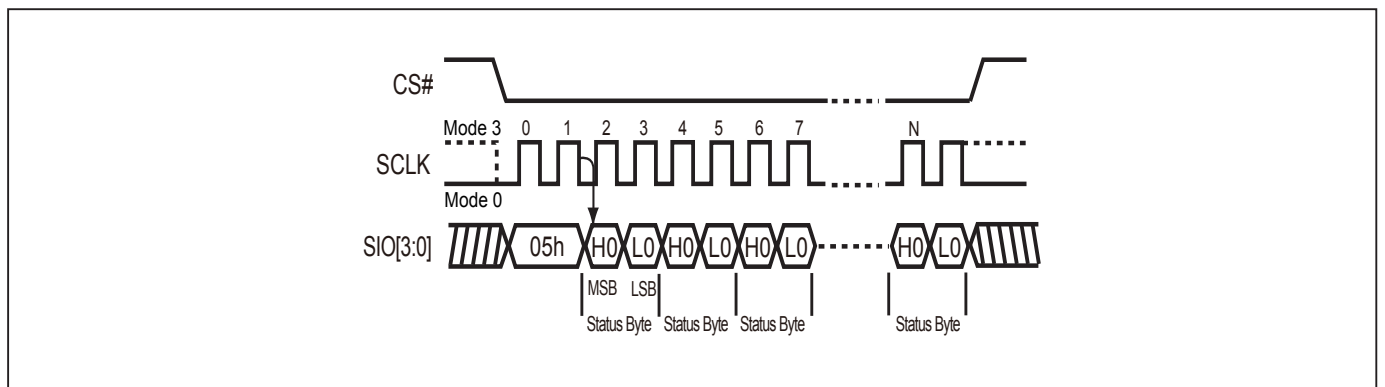 CS#
Mode 3 0 1 2 3 4 5 6 7 N
SCLK
Mode 0
SIO[3:0] 05h H0 L0 H0 L0 H0 L0 H0 L0
MSB LSB
Status Byte Status Byte Status Byte Status Byte